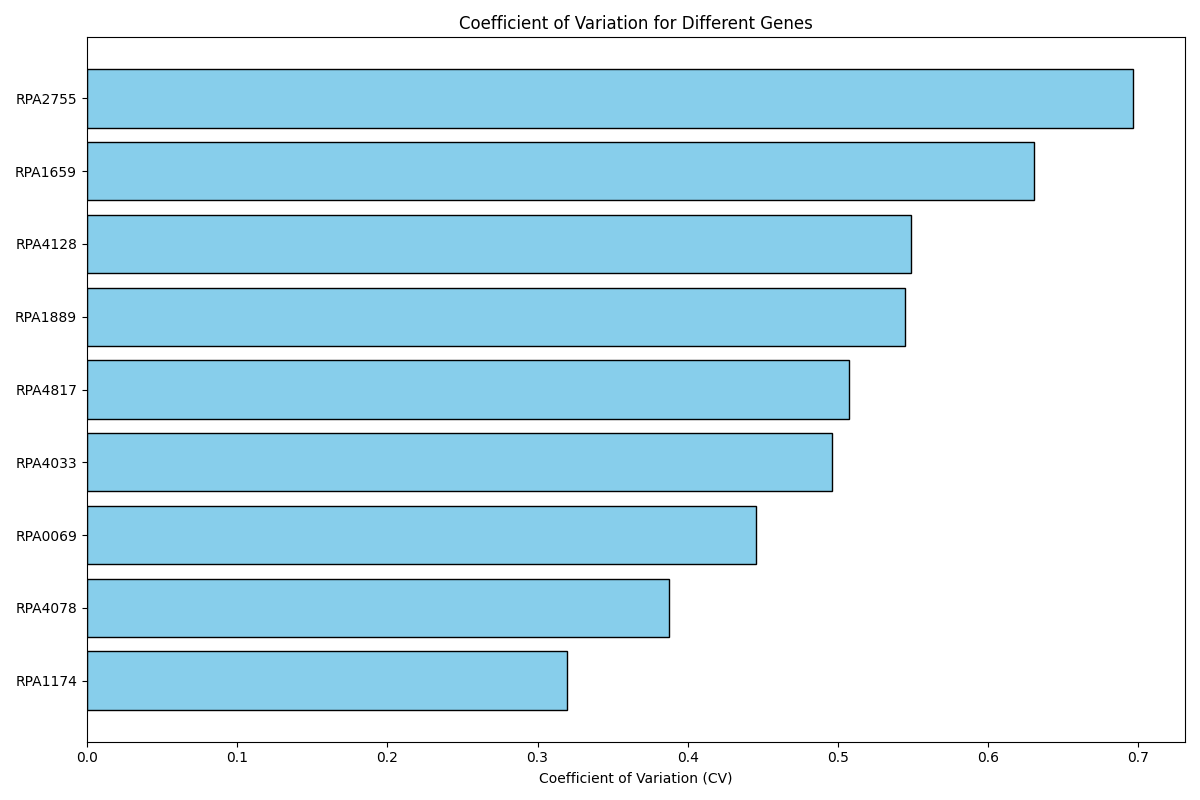 Coefficient of Variation for Different Genes
RPA2755
RPA1659
RPA4128
RPA1889
RPA4817
RPA4033
RPA0069
RPA4078
RPA1174
0.0 0.1 0.2 0.3 0.4 0.5 0.6 0.7
Coefficient of Variation (CV)